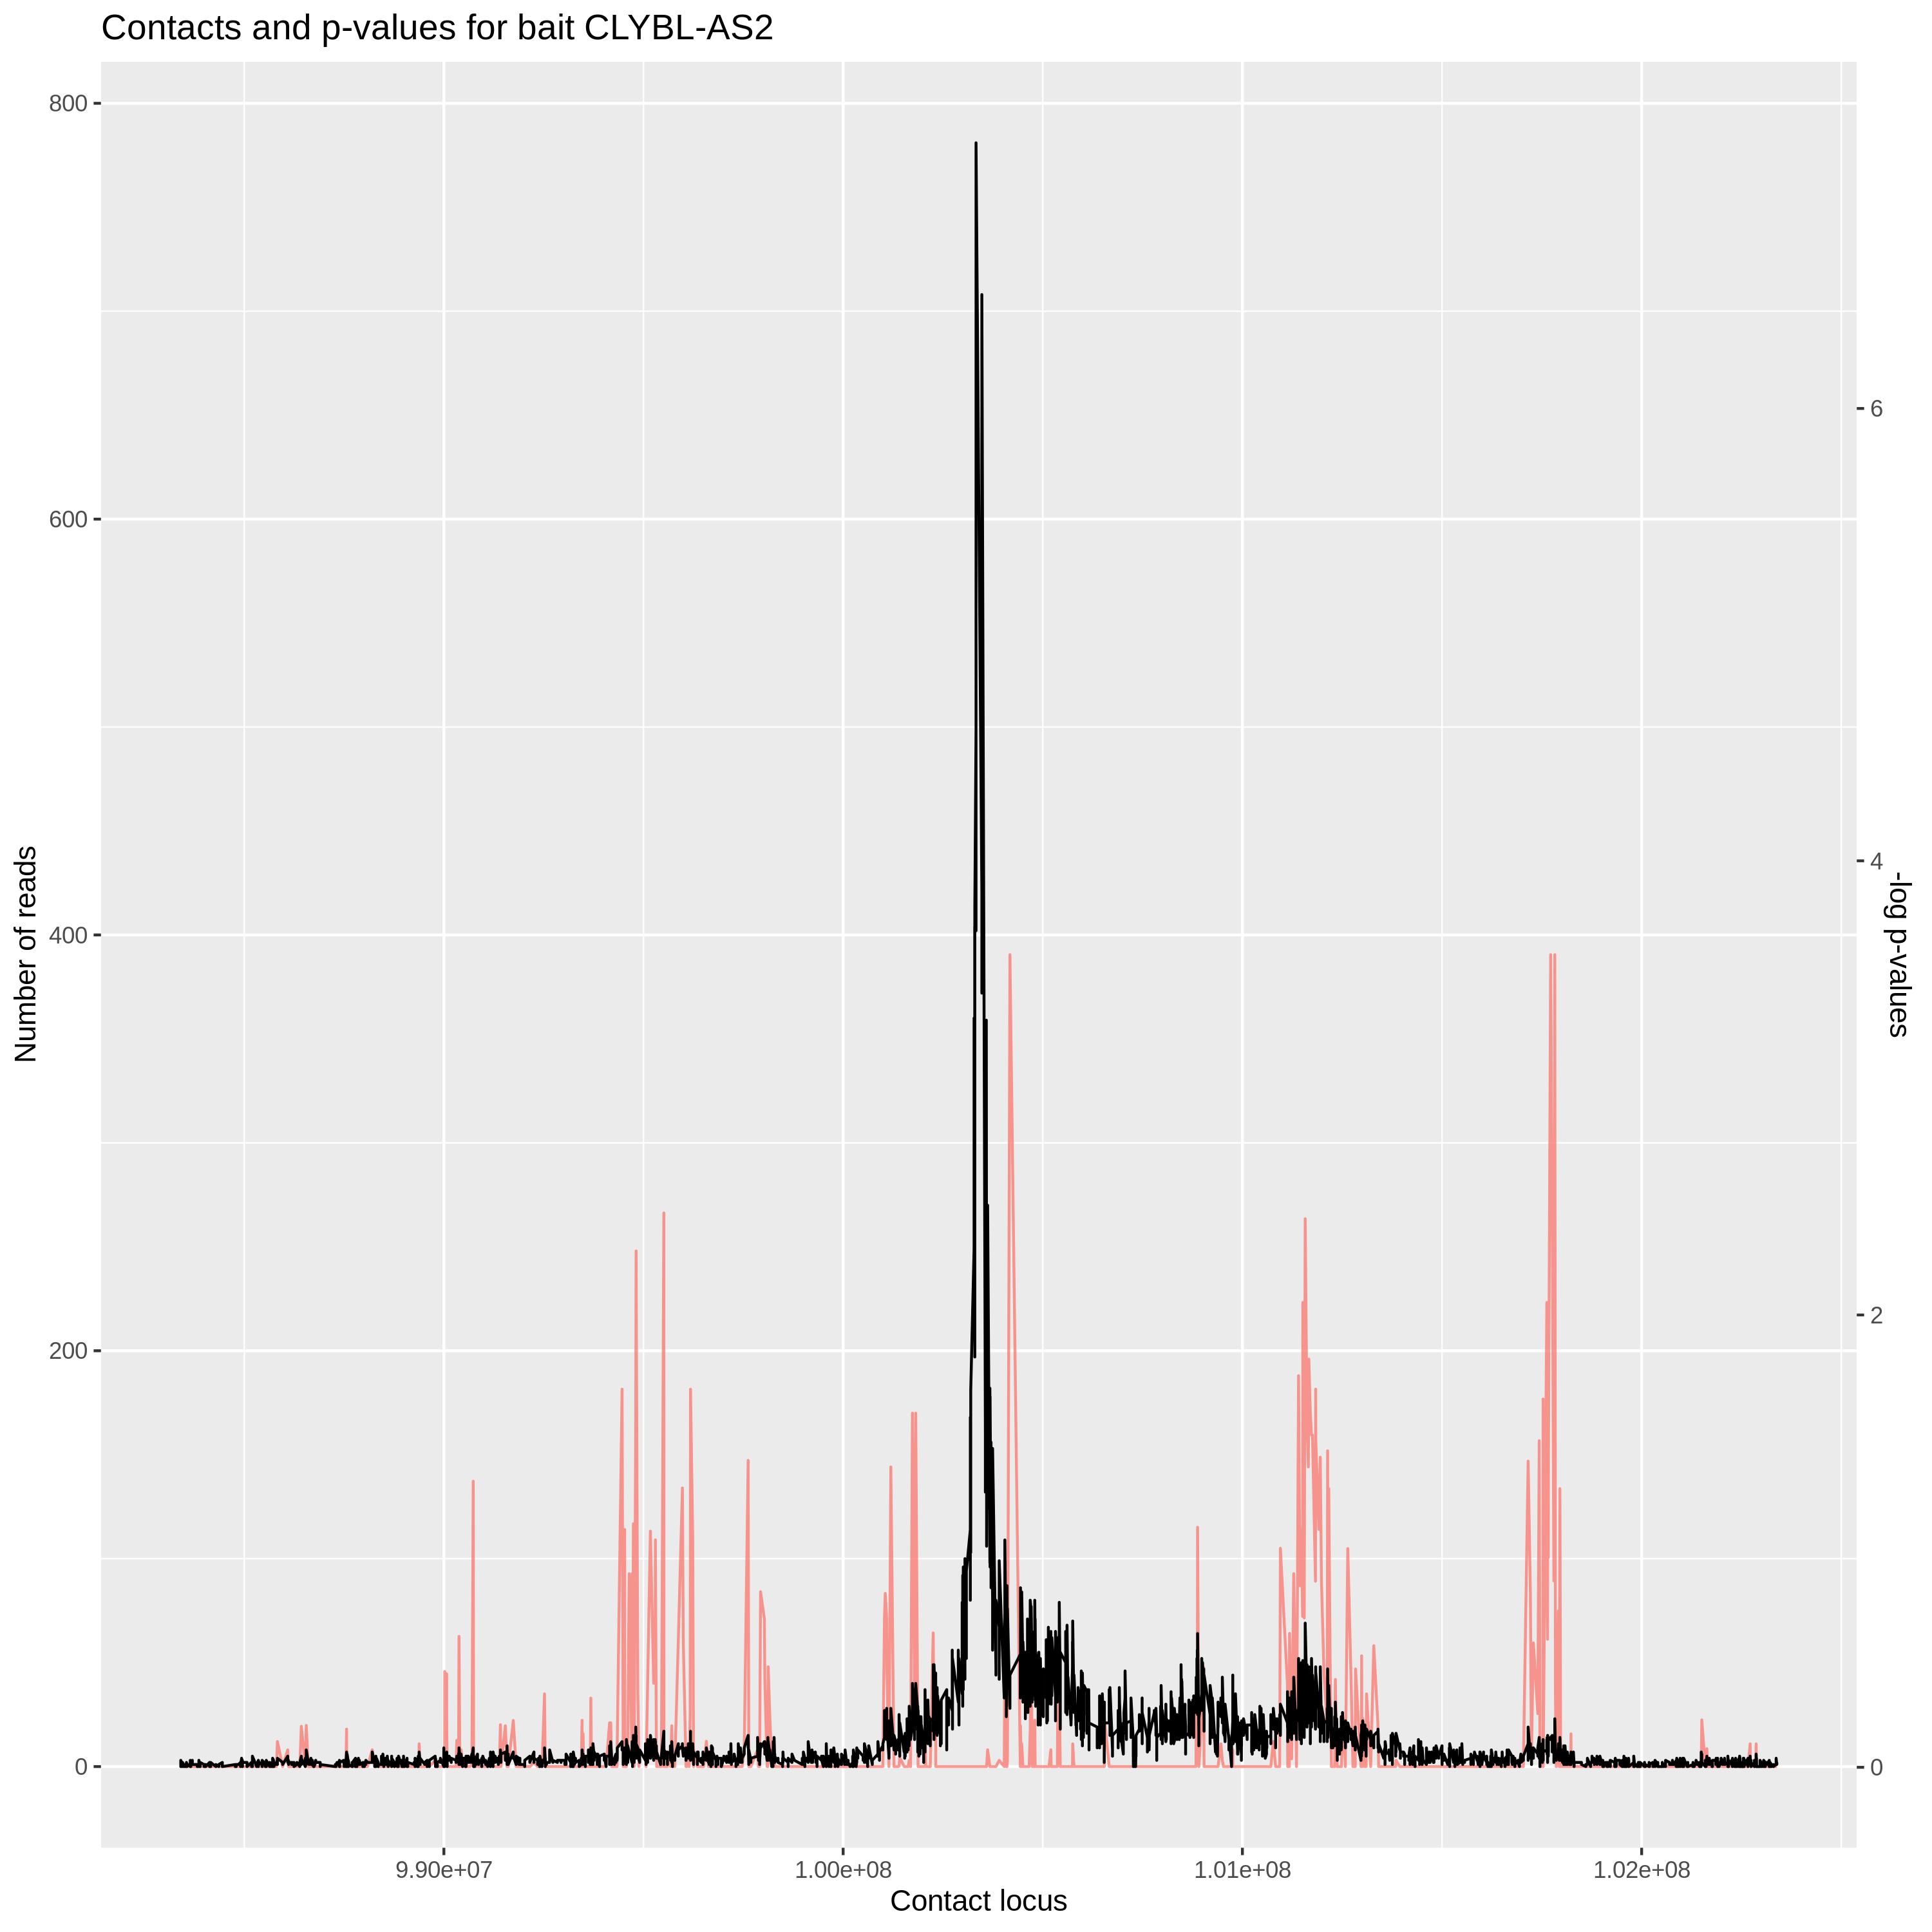 Contacts and p-values for bait CLYBL-AS2
800
600
400
200
0
6
4
2
0
Number of reads
-log p-values
9.90e+07 1.00e+08 1.01e+08 1.02e+08
Contact locus